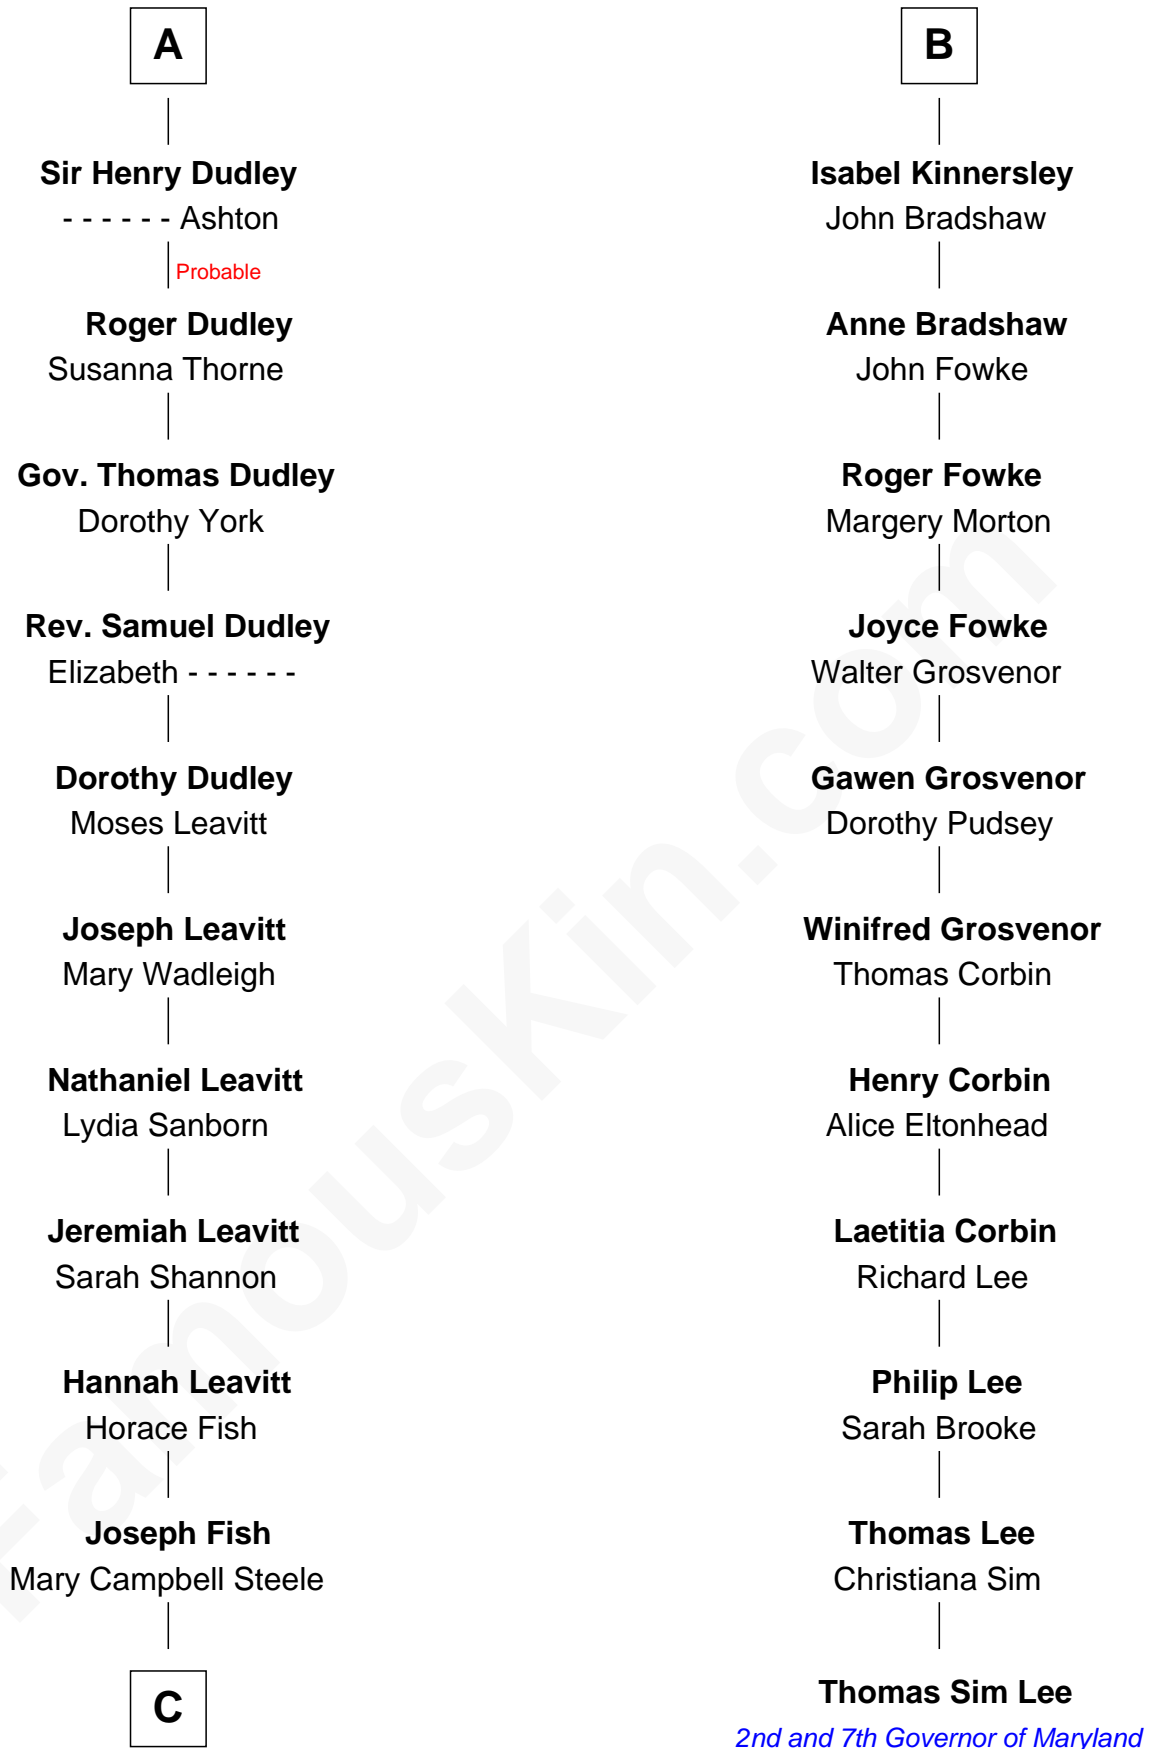 A
Sir Henry Dudley
- - - - - - Ashton
Probable
Roger Dudley
Susanna Thorne
Gov. Thomas Dudley
Dorothy York
Rev. Samuel Dudley
Elizabeth - - - - - -
Dorothy Dudley
Moses Leavitt
Joseph Leavitt
Mary Wadleigh
Nathaniel Leavitt
Lydia Sanborn
Jeremiah Leavitt
Sarah Shannon
Hannah Leavitt
Horace Fish
Joseph Fish
Mary Campbell Steele
C
B
Isabel Kinnersley
John Bradshaw
Anne Bradshaw
John Fowke
Roger Fowke
Margery Morton
Joyce Fowke
Walter Grosvenor
Gawen Grosvenor
Dorothy Pudsey
Winifred Grosvenor
Thomas Corbin
Henry Corbin
Alice Eltonhead
Laetitia Corbin
Richard Lee
Philip Lee
Sarah Brooke
Thomas Lee
Christiana Sim
Thomas Sim Lee
2nd and 7th Governor of Maryland
FamousKin.com